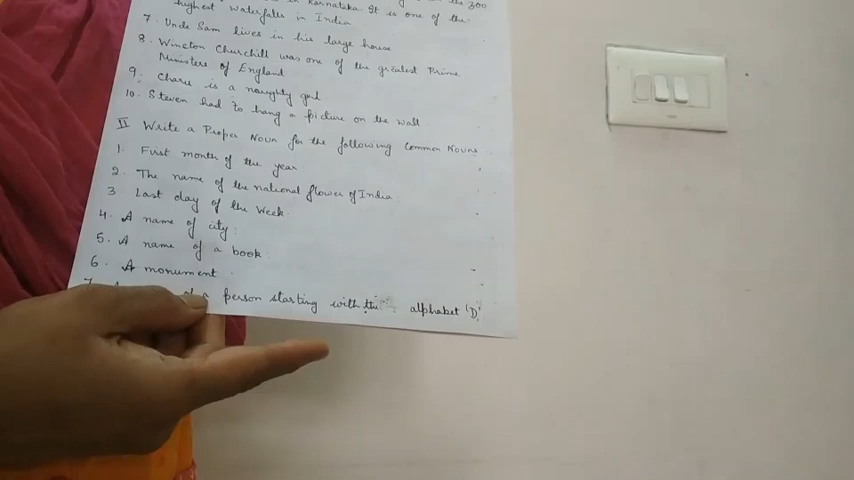 in Karnataka. It is one of the
highest waterfalls in India
7. Uncle Sam lives in his large house
8. Winston Churchill was one of the greatest Prime
Ministers of England
9. Charu is a naughty girl
10. Steven had to hang a picture on the wall
II Write a Proper Noun for the following Common Nouns
1. First month of the year
2. The name of the national flower of India.
3. Last day of the Week.
4. A name of city.
5. A name of a book.
6. A monument.
person starting with the alphabet 'D'.